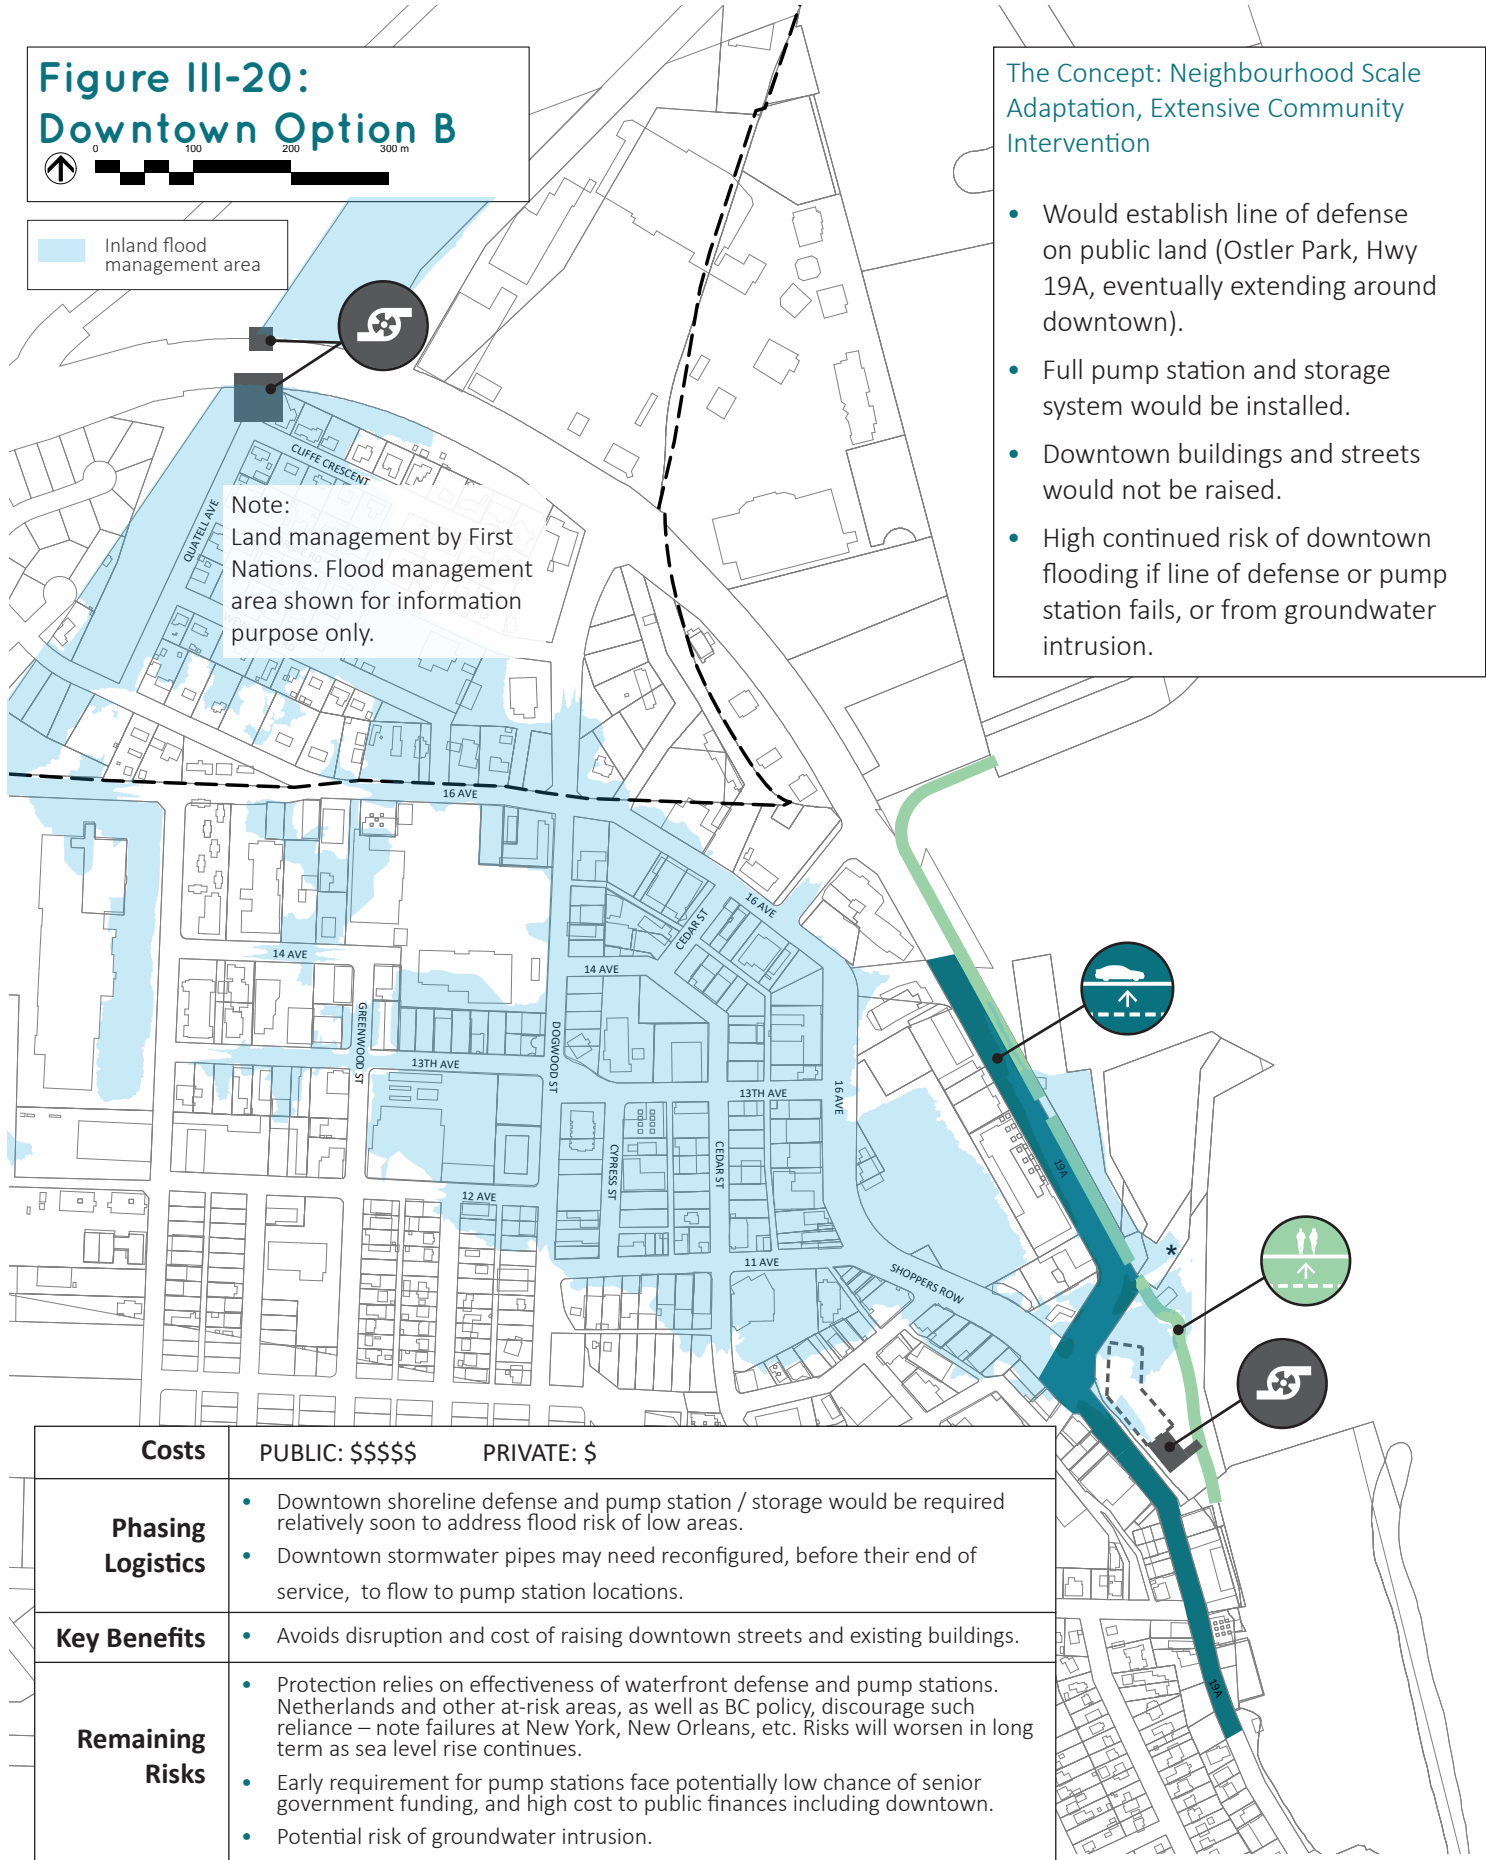 Figure III-20:
Downtown Option B
0 100 200 300 m
Inland flood
management area
The Concept: Neighbourhood Scale
Adaptation, Extensive Community
Intervention
• Would establish line of defense
on public land (Ostler Park, Hwy
19A, eventually extending around
downtown).
• Full pump station and storage
system would be installed.
• Downtown buildings and streets
would not be raised.
• High continued risk of downtown
flooding if line of defense or pump
station fails, or from groundwater
intrusion.
CLIFFE CRESCENT
QUATELL AVE
Note:
Land management by First
Nations. Flood management
area shown for information
purpose only.
16 AVE
16 AVE
CEDAR ST
14 AVE
14 AVE
GREENWOOD ST
DOGWOOD ST
13TH AVE
13TH AVE
16 AVE
CYPRESS ST
CEDAR ST
19A
12 AVE
11 AVE
SHOPPERS ROW
*
19A
Costs
PUBLIC: $$$$$ PRIVATE: $
Phasing
Logistics
• Downtown shoreline defense and pump station / storage would be required
relatively soon to address flood risk of low areas.
• Downtown stormwater pipes may need reconfigured, before their end of
service, to flow to pump station locations.
Key Benefits
• Avoids disruption and cost of raising downtown streets and existing buildings.
Remaining
Risks
• Protection relies on effectiveness of waterfront defense and pump stations.
Netherlands and other at-risk areas, as well as BC policy, discourage such
reliance – note failures at New York, New Orleans, etc. Risks will worsen in long
term as sea level rise continues.
• Early requirement for pump stations face potentially low chance of senior
government funding, and high cost to public finances including downtown.
• Potential risk of groundwater intrusion.